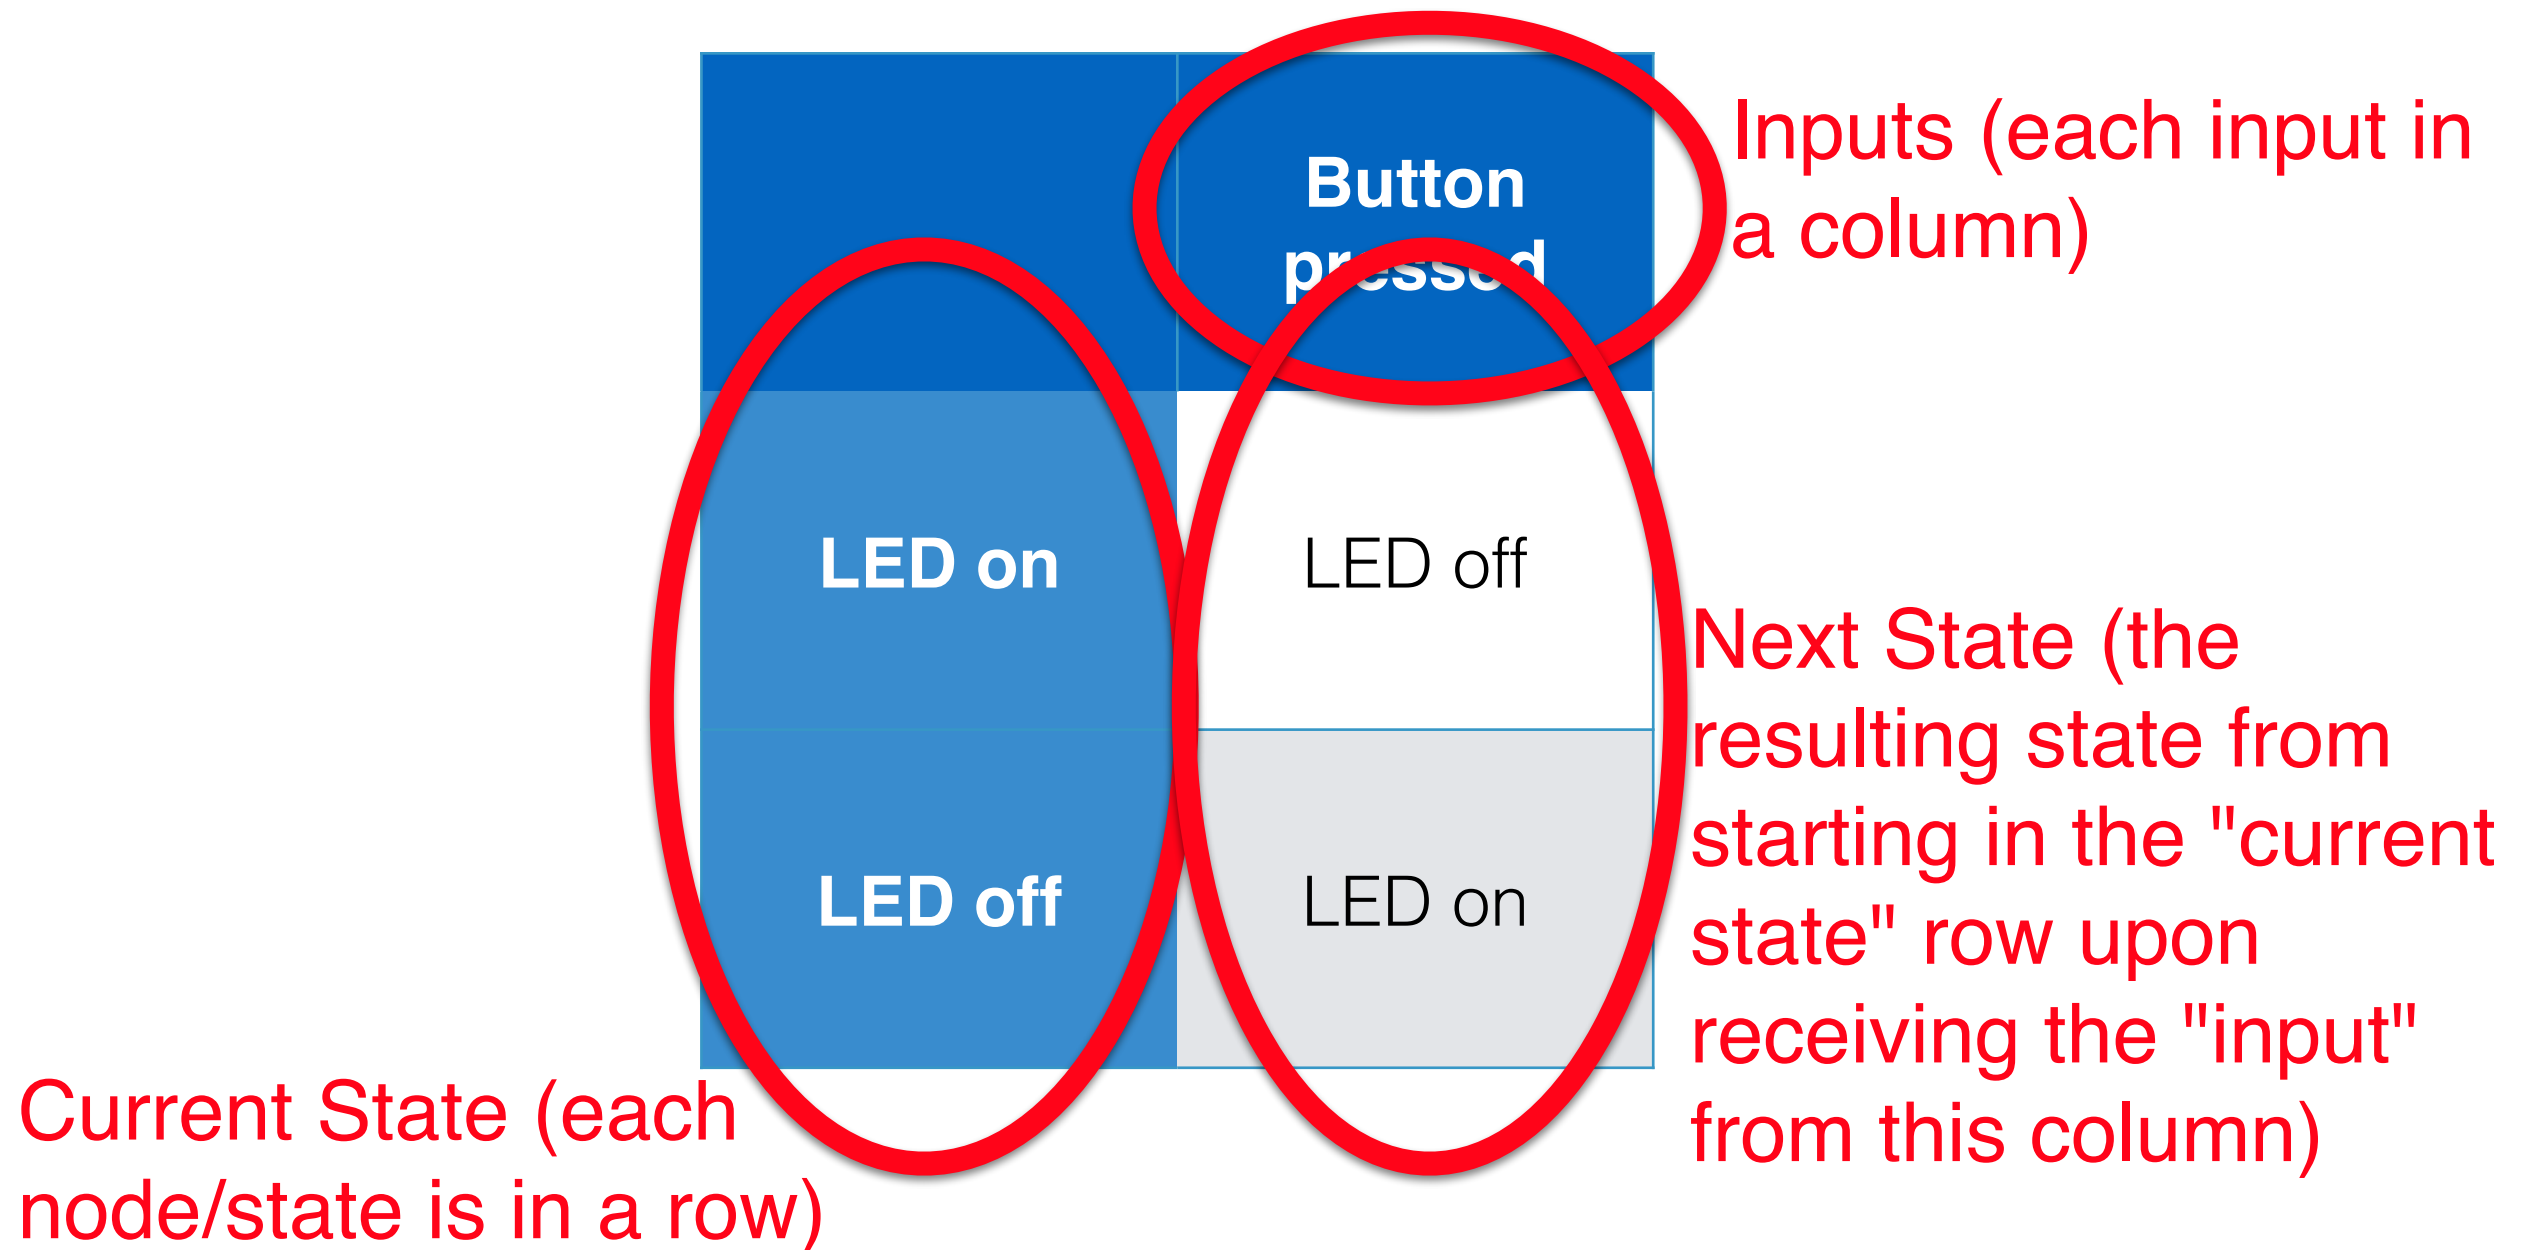 Button
pressed
Inputs (each input in
a column)
LED on
LED off
LED off
LED on
Next State (the
resulting state from
starting in the "current
state" row upon
receiving the "input"
from this column)
Current State (each
node/state is in a row)